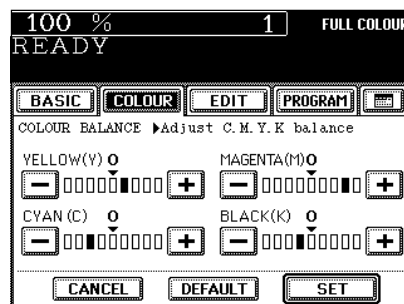 100 % 1 FULL COLOUR
READY
BASIC COLOUR EDIT PROGRAM
COLOUR BALANCE ▶Adjust C.M.Y.K balance
YELLOW(Y) 0 MAGENTA(M) 0
− +  − +
CYAN (C) 0 BLACK(K) 0
− +  − +
CANCEL DEFAULT SET